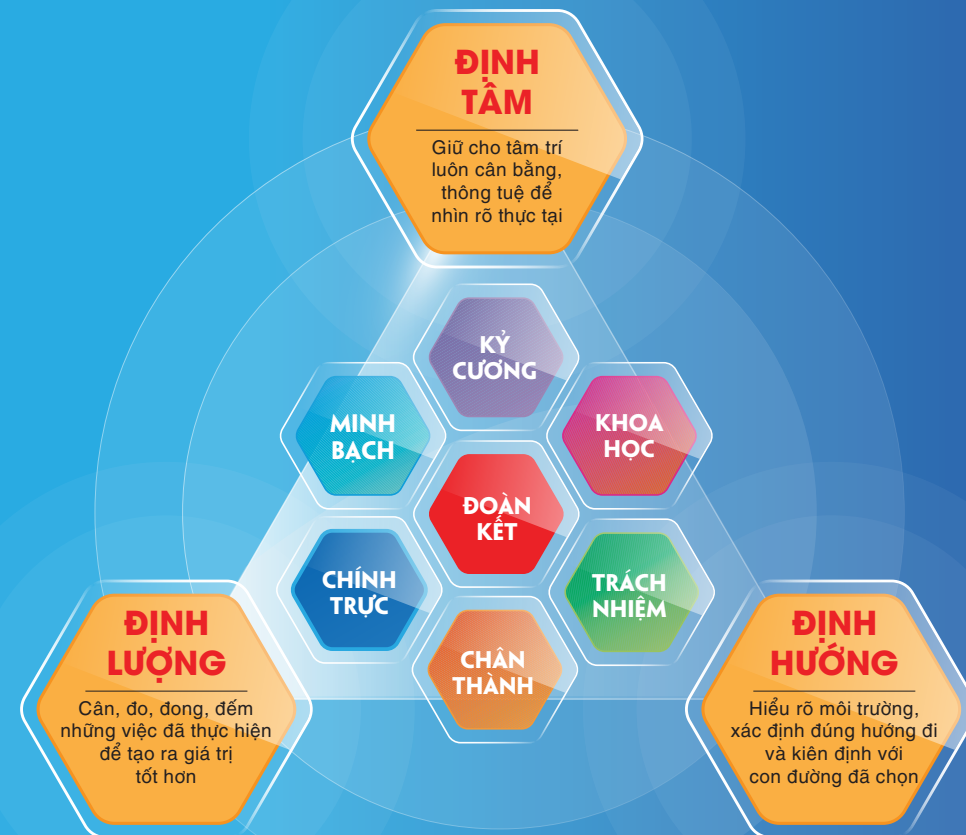 ĐỊNH
TÂM
Giữ cho tâm trí
luôn cân bằng,
thông tuệ để
nhìn rõ thực tại
KỶ
CƯƠNG
MINH
BẠCH
KHOA
HỌC
ĐOÀN
KẾT
CHÍNH
TRỰC
TRÁCH
NHIỆM
CHÂN
THÀNH
ĐỊNH
LƯỢNG
Cân, đo, đong, đếm
những việc đã thực hiện
để tạo ra giá trị
tốt hơn
ĐỊNH
HƯỚNG
Hiểu rõ môi trường,
xác định đúng hướng đi
và kiên định với
con đường đã chọn